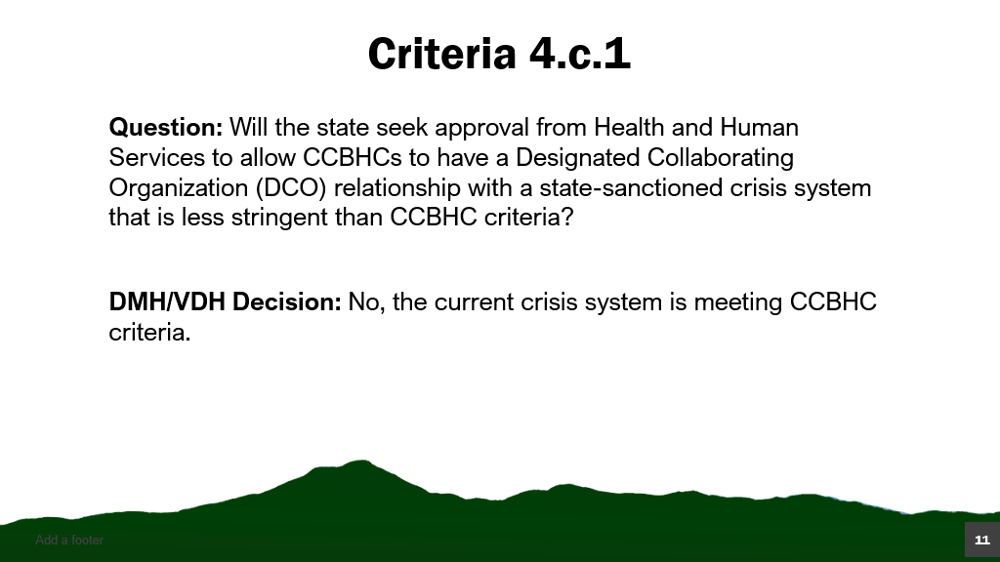 Criteria 4.c.1
Question: Will the state seek approval from Health and Human
Services to allow CCBHCs to have a Designated Collaborating
Organization (DCO) relationship with a state-sanctioned crisis system
that is less stringent than CCBHC criteria?
DMH/VDH Decision: No, the current crisis system is meeting CCBHC
criteria.
Add a footer
11